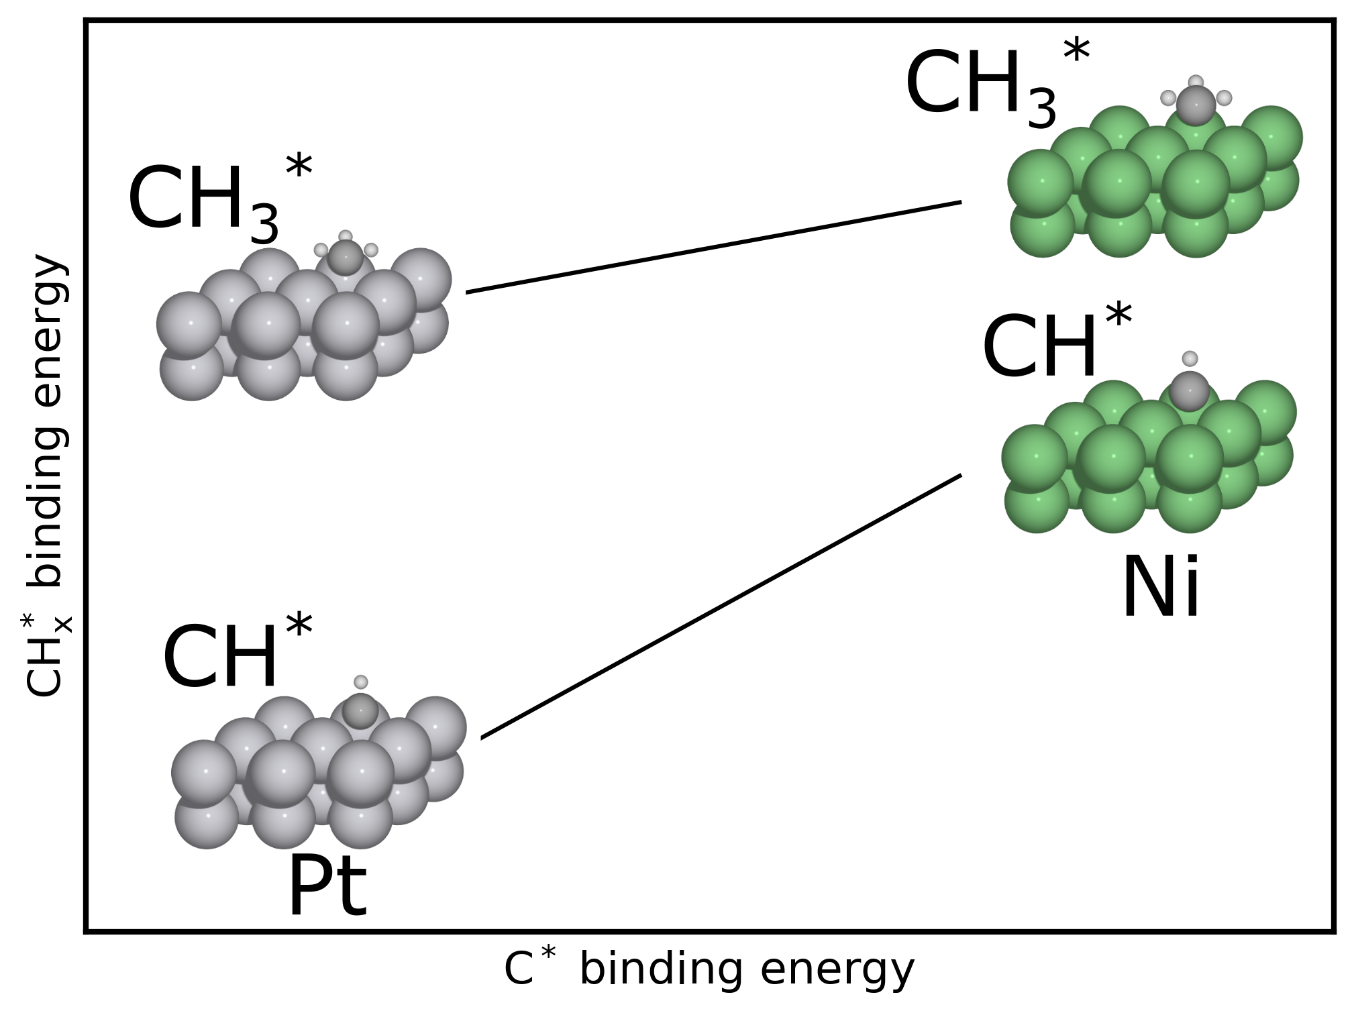 CH₃*
CH₃*
CH*
Ni
CH*
Pt
CHₓ* binding energy
C* binding energy